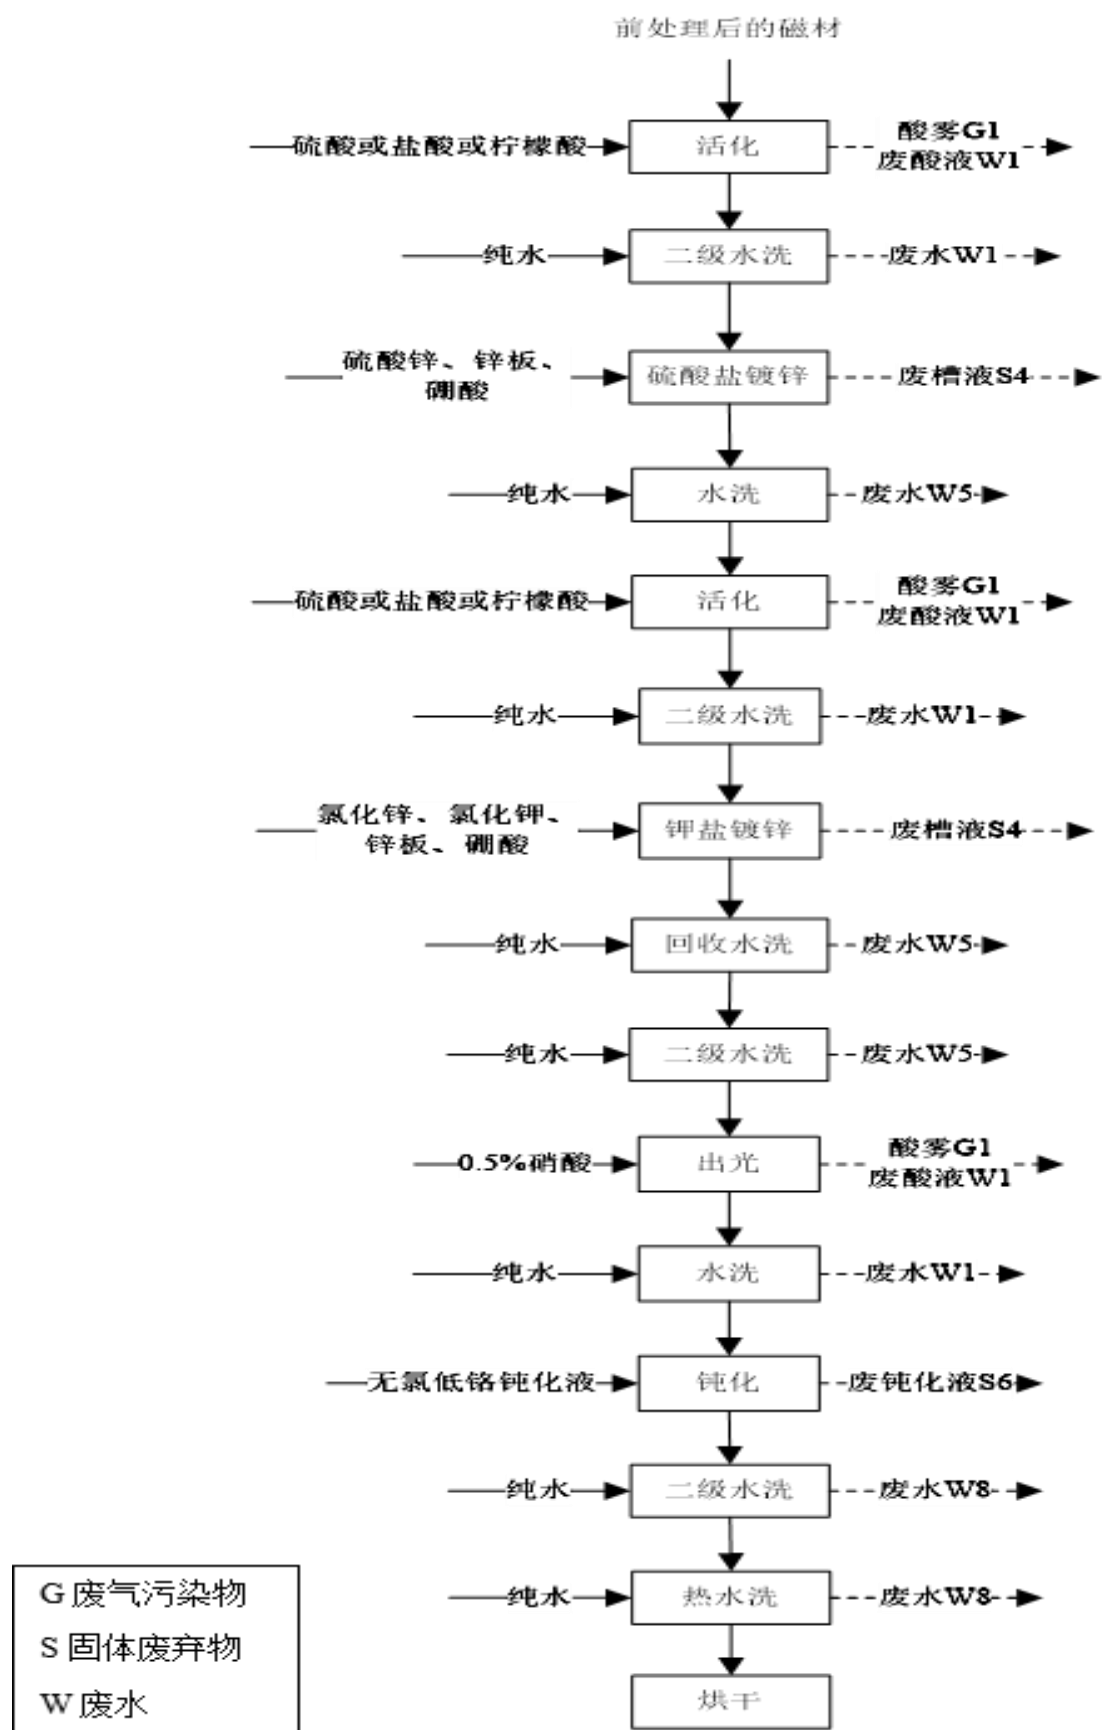 前处理后的磁材
硫酸或盐酸或柠檬酸
活化
酸雾G1
废酸液W1
纯水
二级水洗
废水W1
硫酸锌、锌板、
硼酸
硫酸盐镀锌
废槽液S4
纯水
水洗
废水W5
硫酸或盐酸或柠檬酸
活化
酸雾G1
废酸液W1
纯水
二级水洗
废水W1
氯化锌、氯化钾、
锌板、硼酸
钾盐镀锌
废槽液S4
纯水
回收水洗
废水W5
纯水
二级水洗
废水W5
0.5%硝酸
出光
酸雾G1
废酸液W1
纯水
水洗
废水W1
无氯低铬钝化液
钝化
废钝化液S6
纯水
二级水洗
废水W8
纯水
热水洗
废水W8
烘干
G 废气污染物
S 固体废弃物
W 废水